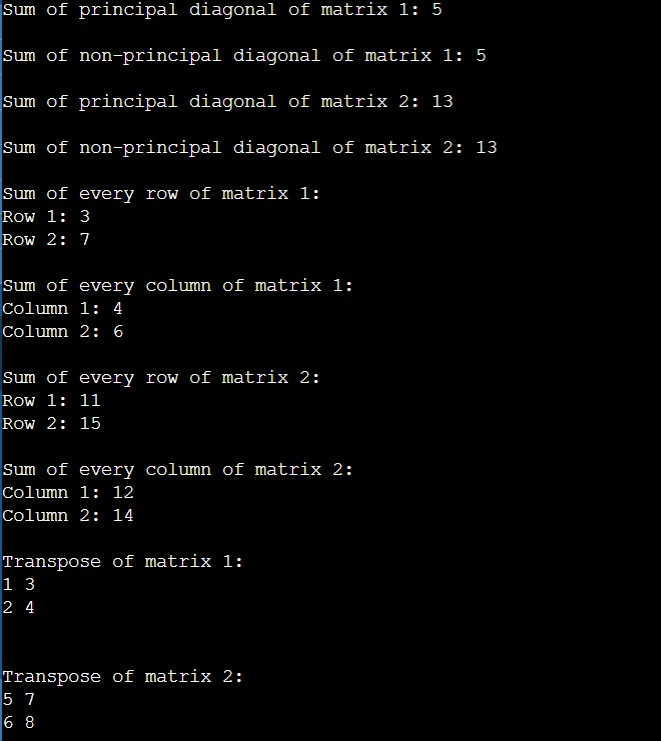 Sum of principal diagonal of matrix 1: 5
Sum of non-principal diagonal of matrix 1: 5
Sum of principal diagonal of matrix 2: 13
Sum of non-principal diagonal of matrix 2: 13
Sum of every row of matrix 1:
Row 1: 3
Row 2: 7
Sum of every column of matrix 1:
Column 1: 4
Column 2: 6
Sum of every row of matrix 2:
Row 1: 11
Row 2: 15
Sum of every column of matrix 2:
Column 1: 12
Column 2: 14
Transpose of matrix 1:
1 3
2 4
Transpose of matrix 2:
5 7
6 8